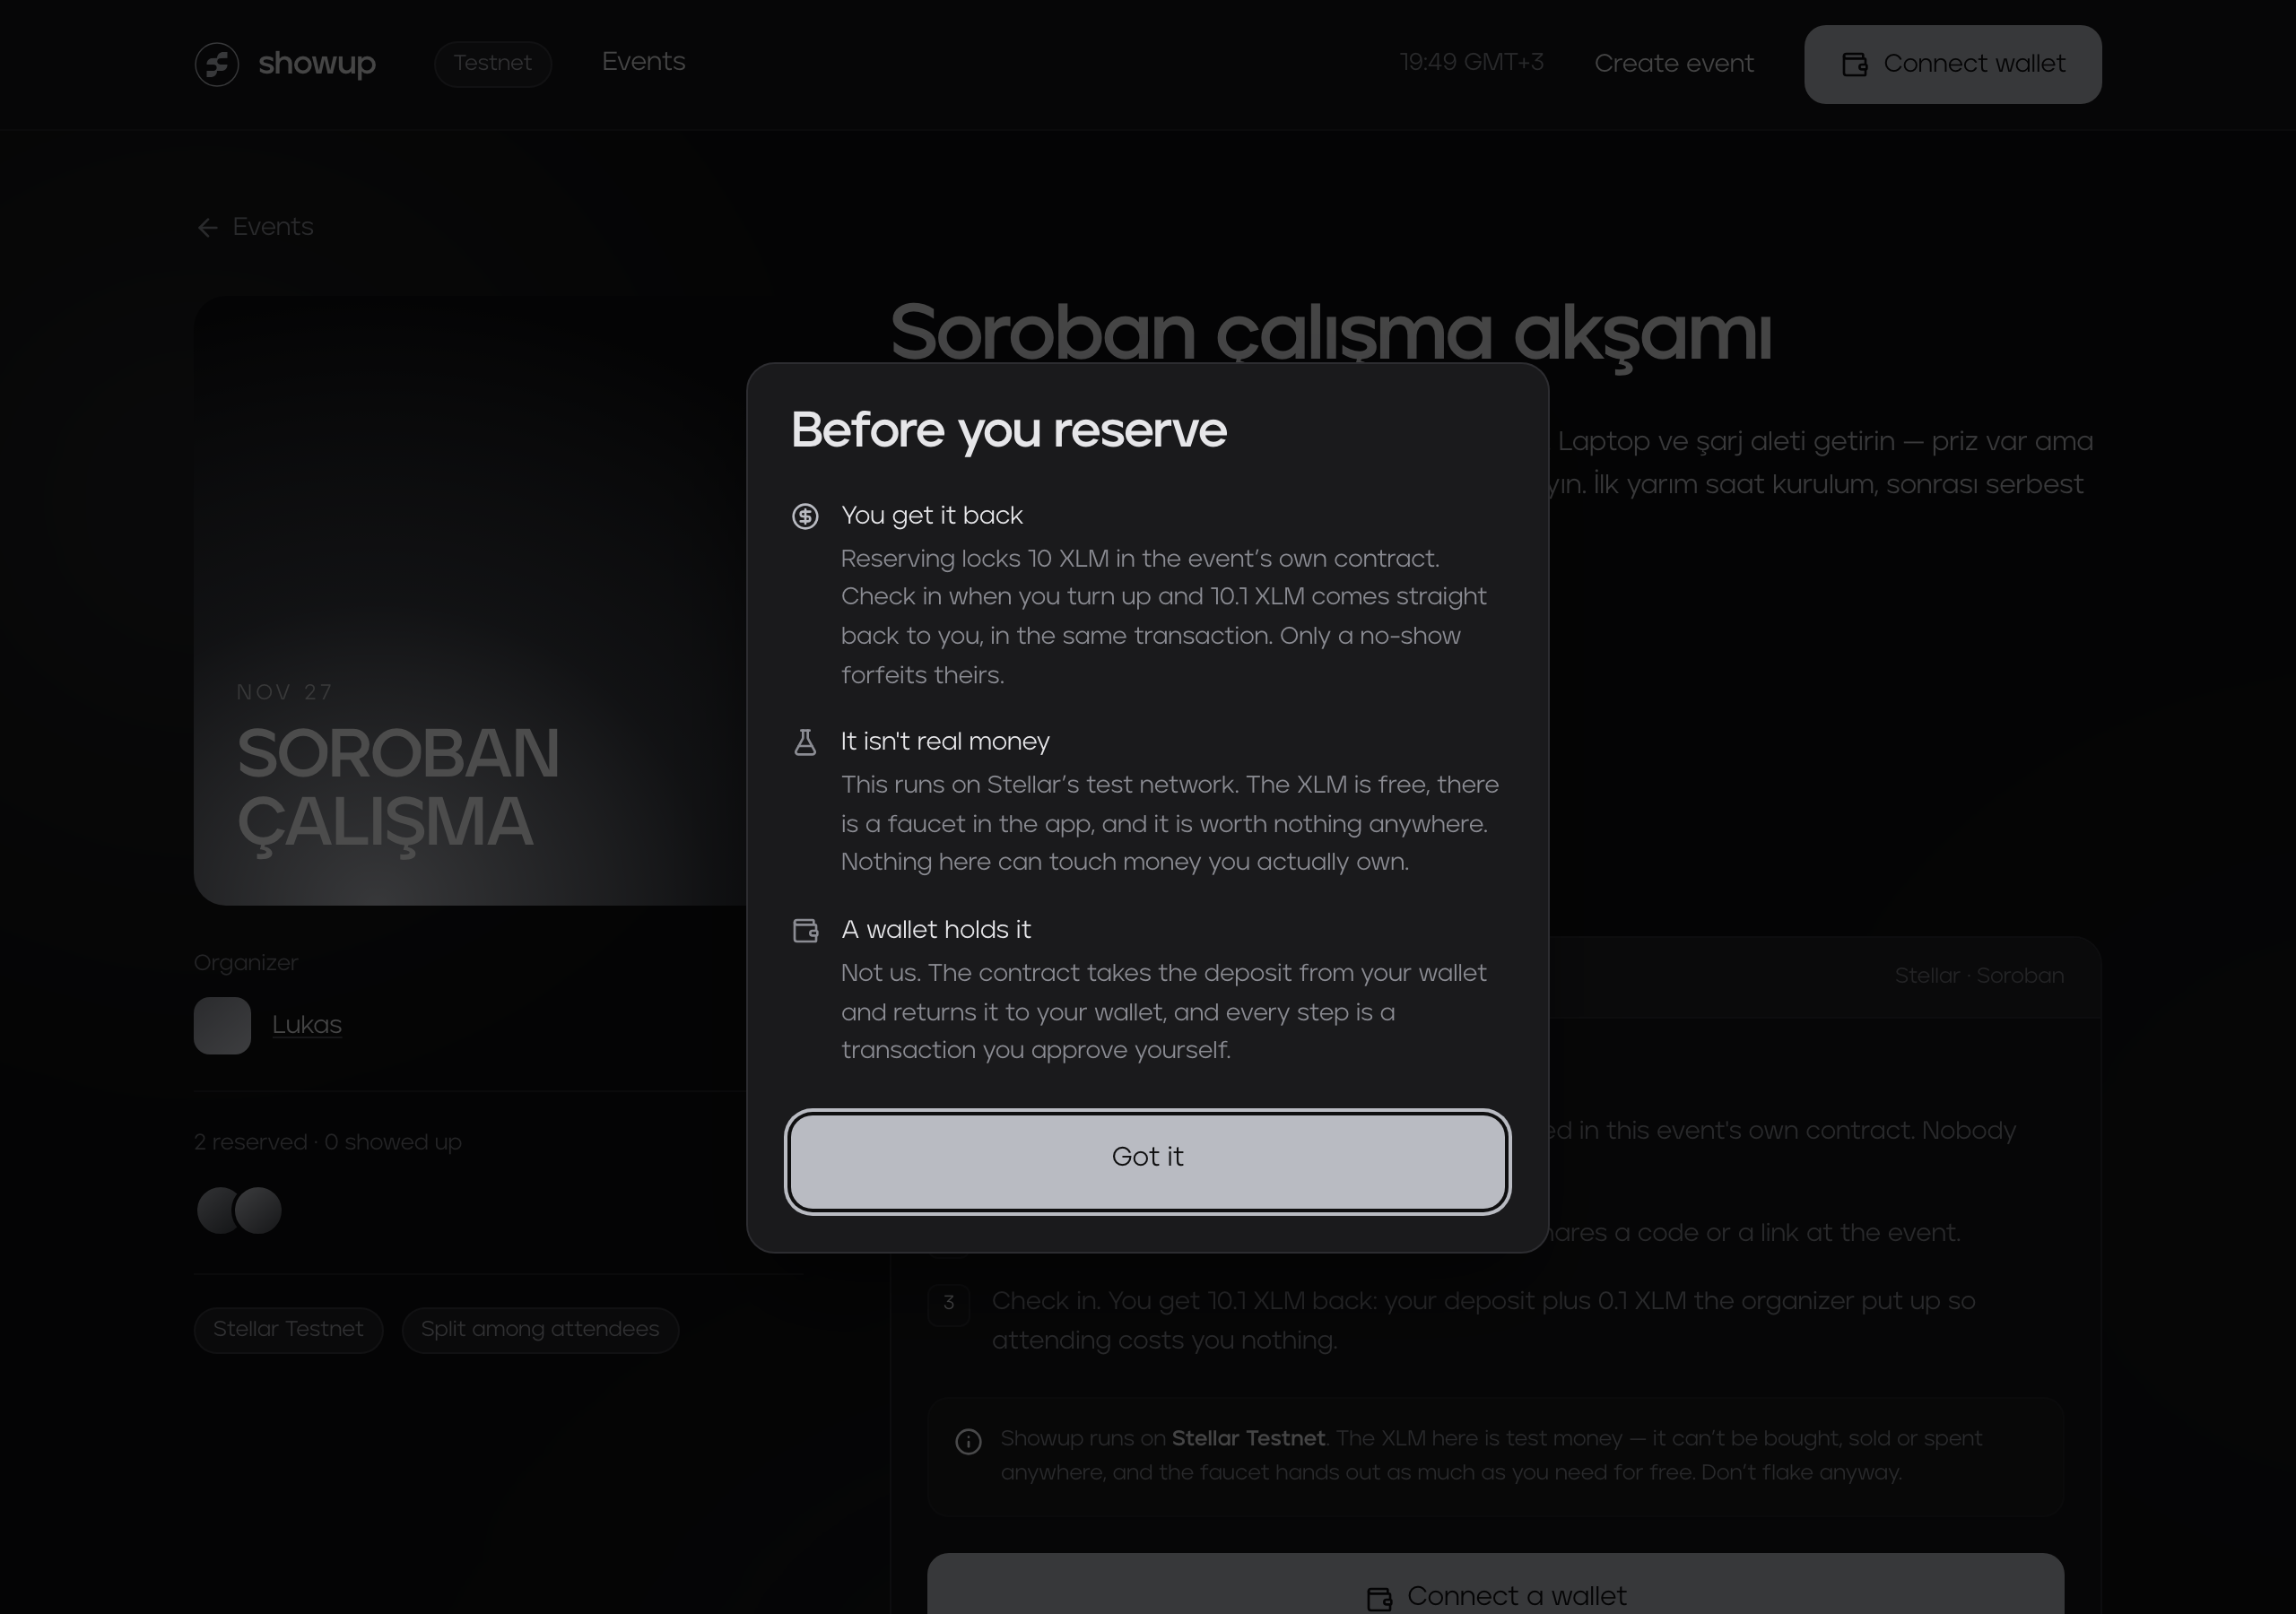 showup
Testnet
Events
19:49 GMT+3
Create event
Connect wallet
Events
NOV 27
SOROBAN
ÇALIŞMA
Organizer
Lukas
2 reserved · 0 showed up
Stellar Testnet
Split among attendees
Soroban çalışma akşamı
Laptop ve şarj aleti getirin — priz var ama
İlk yarım saat kurulum, sonrası serbest
Before you reserve
You get it back
Reserving locks 10 XLM in the event’s own contract.
Check in when you turn up and 10.1 XLM comes straight
back to you, in the same transaction. Only a no-show
forfeits theirs.
It isn't real money
This runs on Stellar’s test network. The XLM is free, there
is a faucet in the app, and it is worth nothing anywhere.
Nothing here can touch money you actually own.
A wallet holds it
Not us. The contract takes the deposit from your wallet
and returns it to your wallet, and every step is a
transaction you approve yourself.
Got it
Stellar · Soroban
in this event's own contract. Nobody
a code or a link at the event.
3
Check in. You get 10.1 XLM back: your deposit plus 0.1 XLM the organizer put up so
attending costs you nothing.
Showup runs on Stellar Testnet. The XLM here is test money — it can’t be bought, sold or spent
anywhere, and the faucet hands out as much as you need for free. Don’t flake anyway.
Connect a wallet